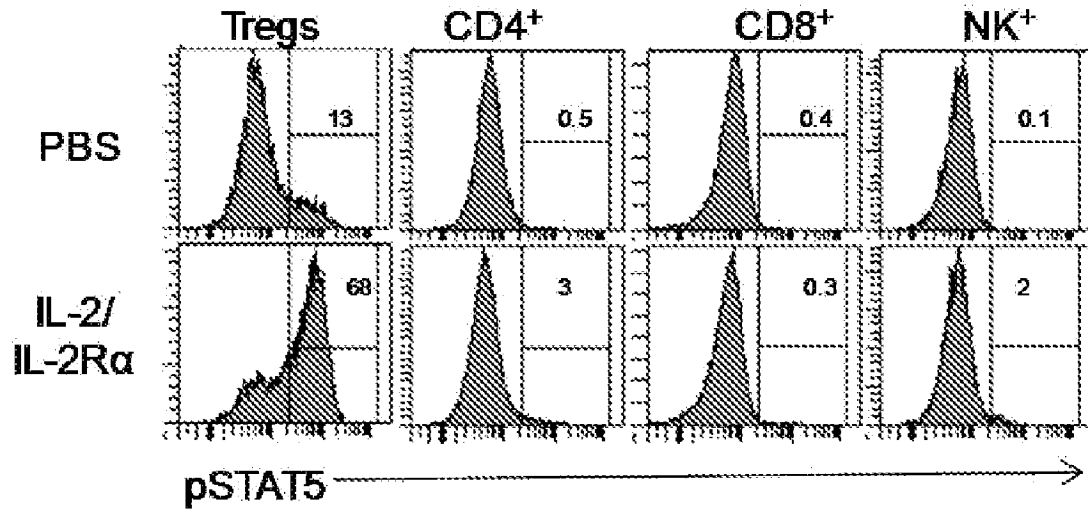 Tregs CD4⁺ CD8⁺ NK⁺
PBS 13 0.5 0.4 0.1
IL-2/
IL-2Rα 68 3 0.3 2
pSTAT5